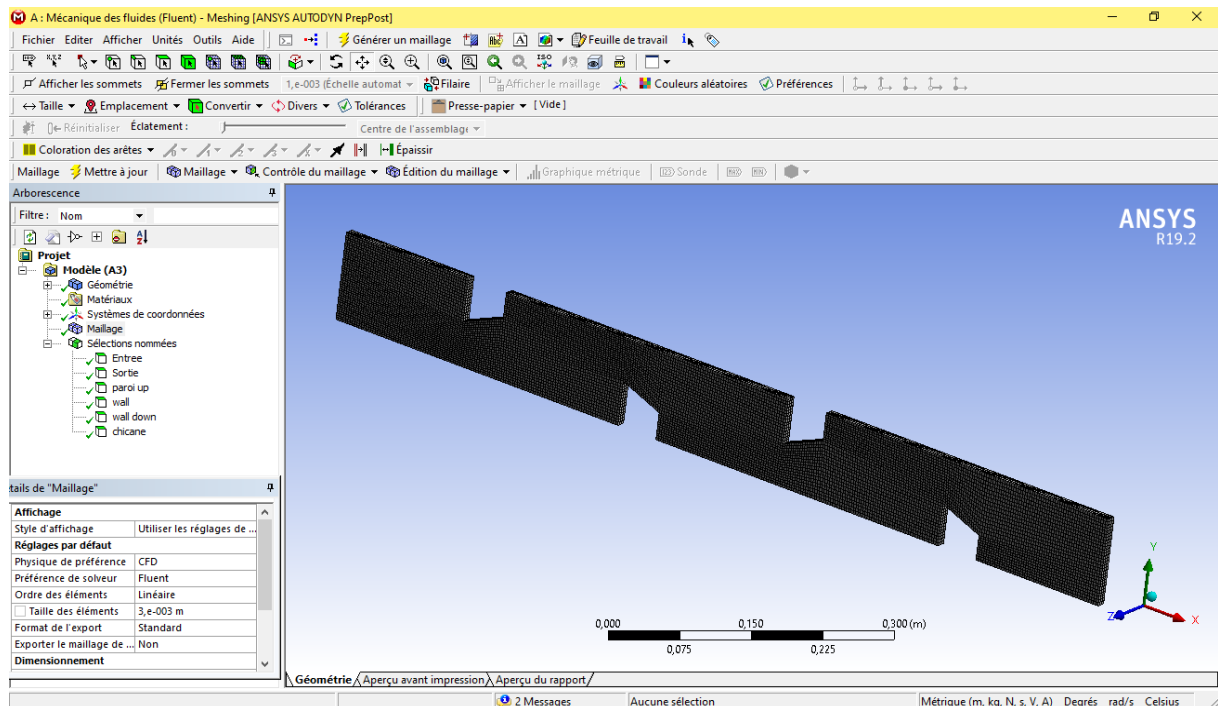 A : Mécanique des fluides (Fluent) - Meshing [ANSYS AUTODYN PrepPost]
Fichier Editer Afficher Unités Outils Aide Générer un maillage Feuille de travail
Afficher les sommets Fermer les sommets 1,e-003 (Échelle automat Filaire Afficher le maillage Couleurs aléatoires Préférences
Taille Emplacement Convertir Divers Tolérances Presse-papier [Vide]
Réinitialiser Éclatement : Centre de l'assemblage
Coloration des arêtes Épaissir
Maillage Mettre à jour Maillage Contrôle du maillage Édition du maillage Graphique métrique Sonde
Arborescence
Filtre : Nom
Projet
Modèle (A3)
Géométrie
Matériaux
Systèmes de coordonnées
Maillage
Sélections nommées
Entree
Sortie
paroi up
wall
wall down
chicane
tails de "Maillage"
Affichage
Style d'affichage Utiliser les réglages de ...
Réglages par défaut
Physique de préférence CFD
Préférence de solveur Fluent
Ordre des éléments Linéaire
Taille des éléments 3,e-003 m
Format de l'export Standard
Exporter le maillage de ... Non
Dimensionnement
ANSYS
R19.2
Y
Z
X
0,000 0,150 0,300 (m)
0,075 0,225
Géométrie Aperçu avant impression Aperçu du rapport
2 Messages Aucune sélection Métrique (m, kg, N, s, V, A) Degrés rad/s Celsius